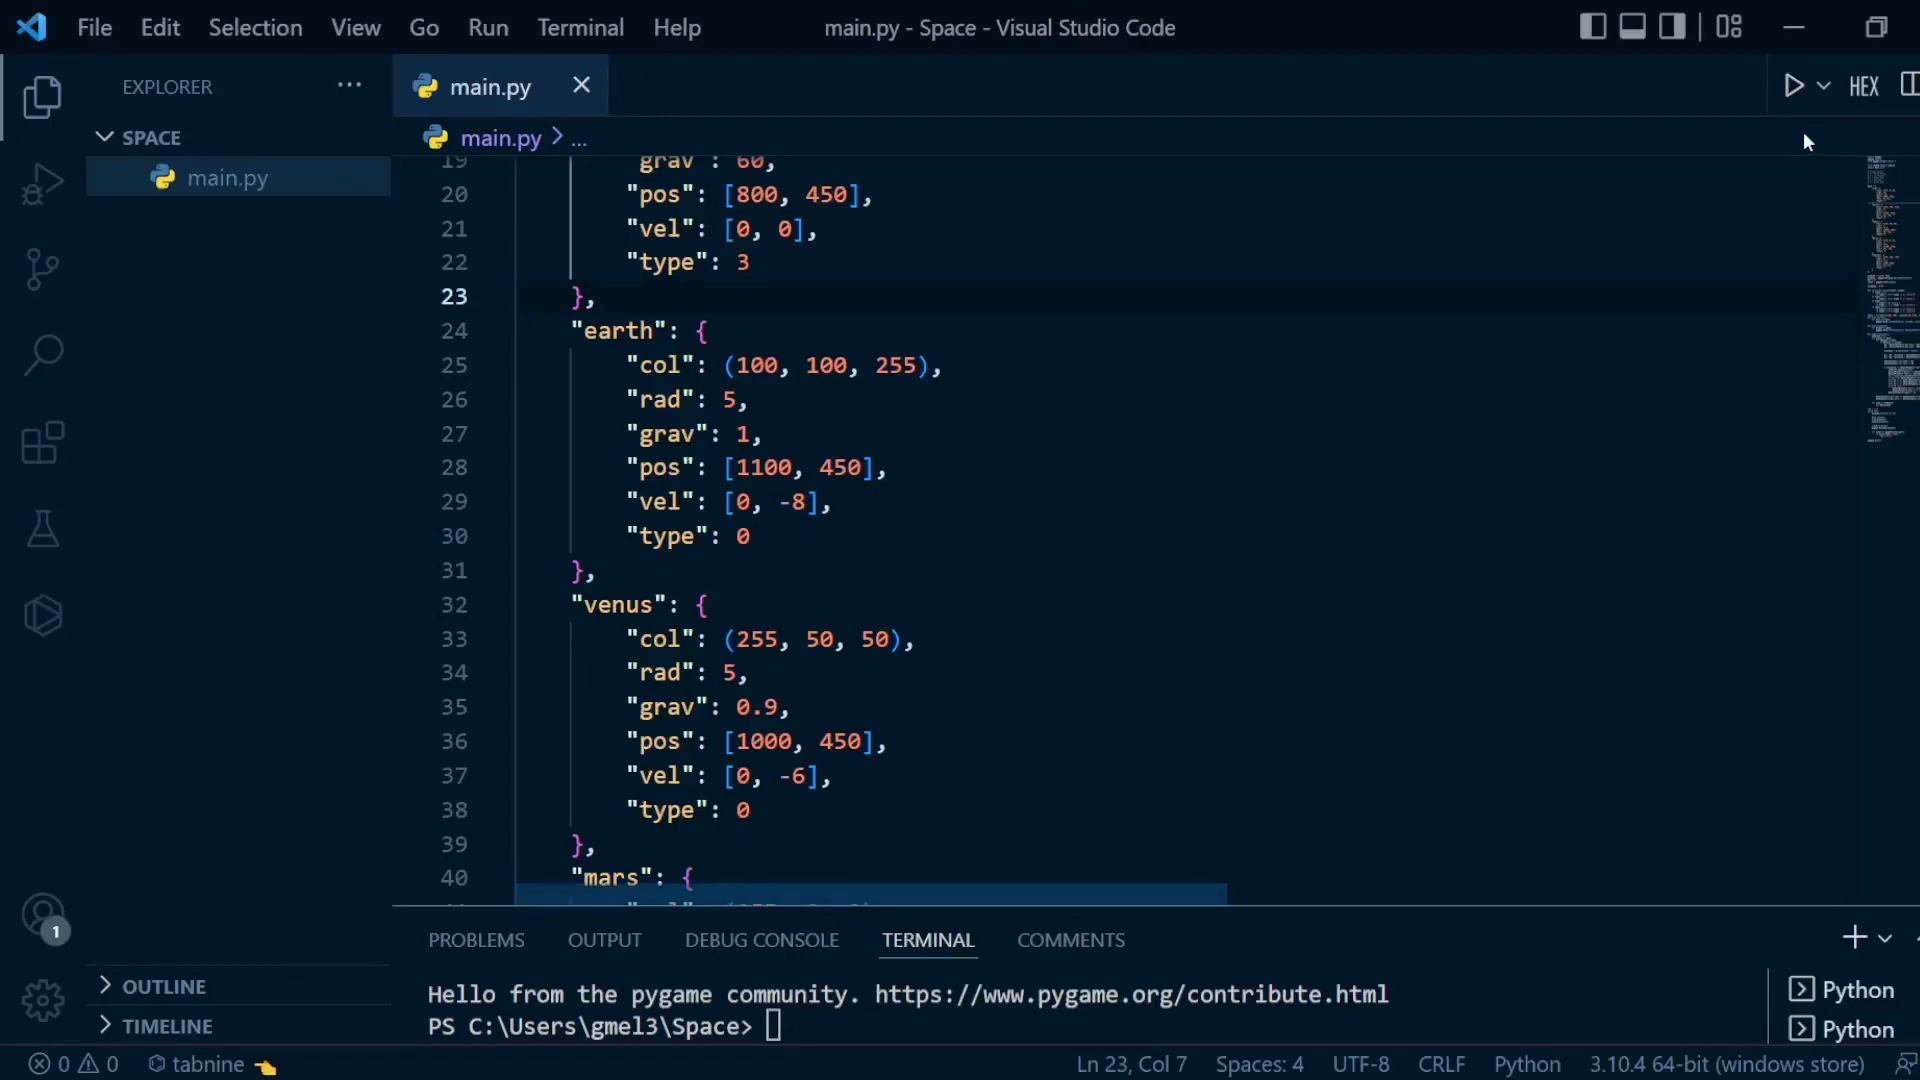 File Edit Selection View Go Run Terminal Help main.py - Space - Visual Studio Code
EXPLORER ···
SPACE
main.py
main.py
HEX
main.py > ...
19 "grav": 60,
20 "pos": [800, 450],
21 "vel": [0, 0],
22 "type": 3
23 },
24 "earth": {
25 "col": (100, 100, 255),
26 "rad": 5,
27 "grav": 1,
28 "pos": [1100, 450],
29 "vel": [0, -8],
30 "type": 0
31 },
32 "venus": {
33 "col": (255, 50, 50),
34 "rad": 5,
35 "grav": 0.9,
36 "pos": [1000, 450],
37 "vel": [0, -6],
38 "type": 0
39 },
40 "mars": {
1
OUTLINE
TIMELINE
PROBLEMS OUTPUT DEBUG CONSOLE TERMINAL COMMENTS
Hello from the pygame community. https://www.pygame.org/contribute.html
PS C:\Users\gmel3\Space>
Python
Python
0 0 tabnine Ln 23, Col 7 Spaces: 4 UTF-8 CRLF Python 3.10.4 64-bit (windows store)